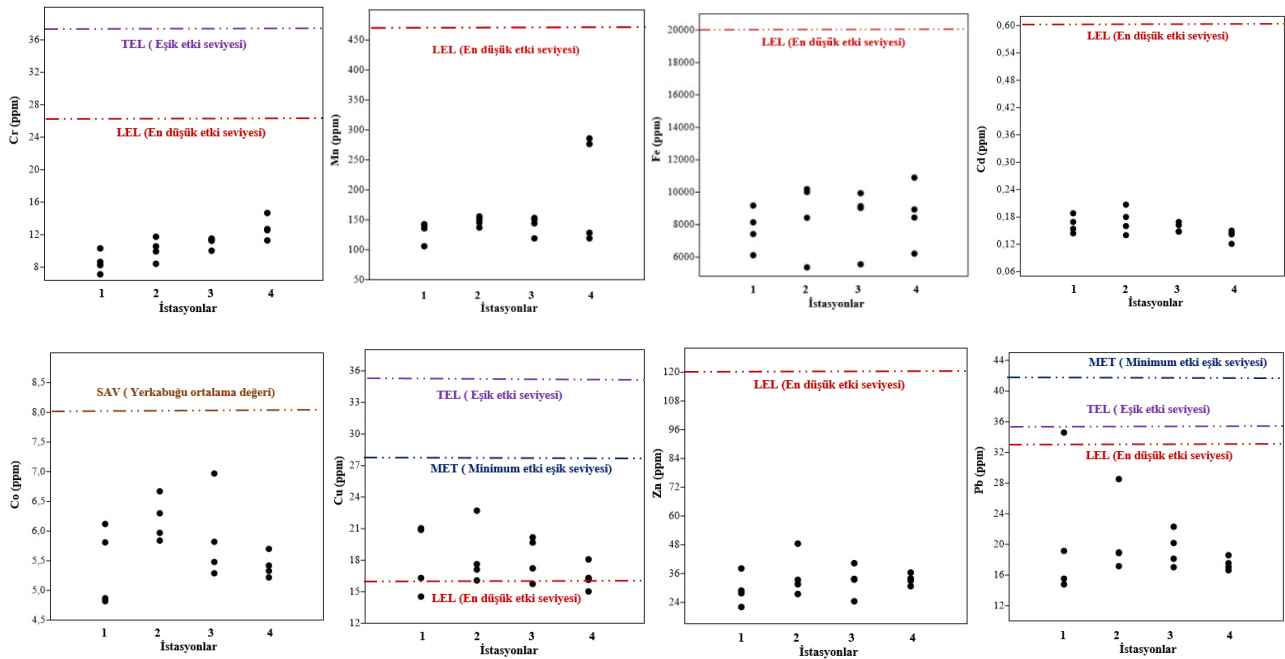 Cr (ppm)
36
32
28
24
20
16
12
8
TEL ( Eşik etki seviyesi)
LEL (En düşük etki seviyesi)
1 2 3 4
İstasyonlar
Mn (ppm)
450
400
350
300
250
200
150
100
50
LEL (En düşük etki seviyesi)
1 2 3 4
İstasyonlar
Fe (ppm)
20000
18000
16000
14000
12000
10000
8000
6000
LEL (En düşük etki seviyesi)
1 2 3 4
İstasyonlar
Cd (ppm)
0,60
0,54
0,48
0,42
0,36
0,30
0,24
0,18
0,12
0,06
LEL (En düşük etki seviyesi)
1 2 3 4
İstasyonlar
Co (ppm)
8,5
8,0
7,5
7,0
6,5
6,0
5,5
5,0
4,5
SAV ( Yerkabuğu ortalama değeri)
1 2 3 4
İstasyonlar
Cu (ppm)
36
33
30
27
24
21
18
15
12
TEL ( Eşik etki seviyesi)
MET ( Minimum etki eşik seviyesi)
LEL (En düşük etki seviyesi)
1 2 3 4
İstasyonlar
Zn (ppm)
120
108
96
84
72
60
48
36
24
LEL (En düşük etki seviyesi)
1 2 3 4
İstasyonlar
Pb (ppm)
44
40
36
32
28
24
20
16
12
MET ( Minimum etki eşik seviyesi)
TEL ( Eşik etki seviyesi)
LEL (En düşük etki seviyesi)
1 2 3 4
İstasyonlar